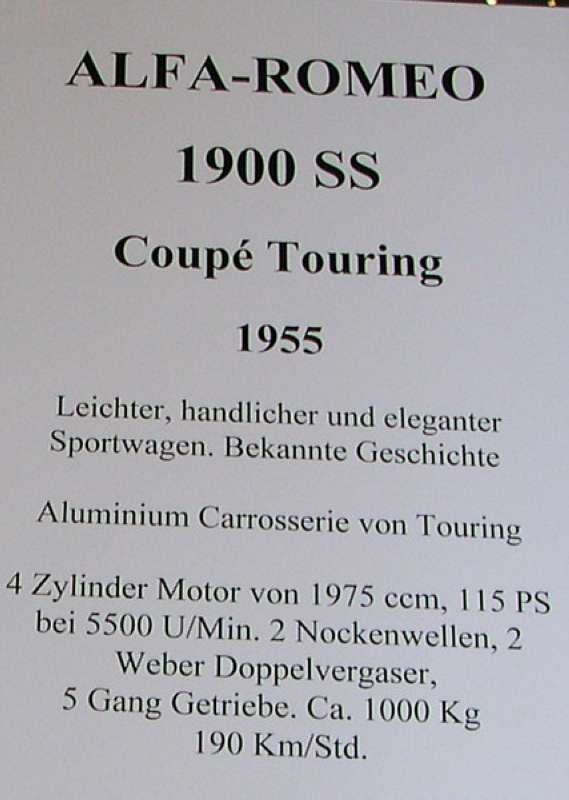 ALFA-ROMEO
1900 SS
Coupé Touring
1955
Leichter, handlicher und eleganter
Sportwagen. Bekannte Geschichte
Aluminium Carrosserie von Touring
4 Zylinder Motor von 1975 ccm, 115 PS
bei 5500 U/Min. 2 Nockenwellen, 2
Weber Doppelvergaser,
5 Gang Getriebe. Ca. 1000 Kg
190 Km/Std.